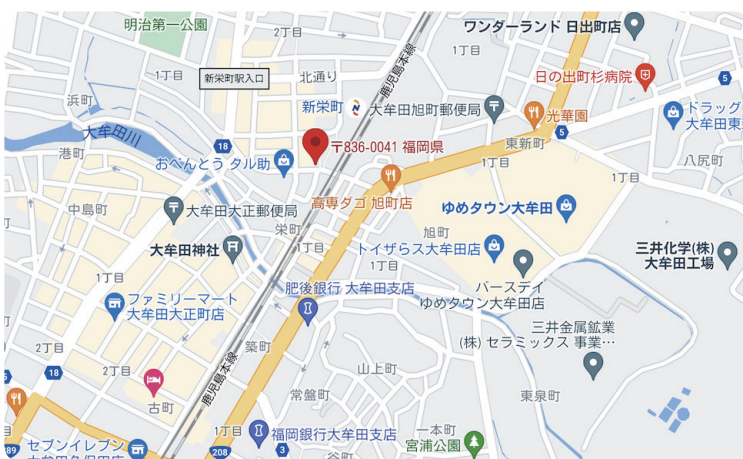 明治第一公園
2丁目
ワンダーランド 日出町店
1丁目
新栄町駅入口
北通り
鹿児島本線
1丁目
日の出町杉病院
5
浜町
新栄町
大牟田旭町郵便局
光華園
ドラッグ
大牟田東
大牟田川
18
〒836-0041 福岡県
東新町
5
港町
おべんとう タル助
1丁目
八尻町
高専ダゴ 旭町店
1丁目
中島町
大牟田大正郵便局
ゆめタウン大牟田
栄町
旭町
大牟田神社
1丁目
トイザらス大牟田店
三井化学(株)
大牟田工場
1丁目
1丁目
肥後銀行 大牟田支店
バースデイ
ゆめタウン大牟田店
ファミリーマート
大牟田大正町店
三井金属鉱業
(株) セラミックス 事業…
2丁目
築町
2丁目
18
鹿児島本線
山上町
古町
常盤町
東泉町
1丁目
福岡銀行大牟田支店
一本町
宮浦公園
セブンイレブン
208
3